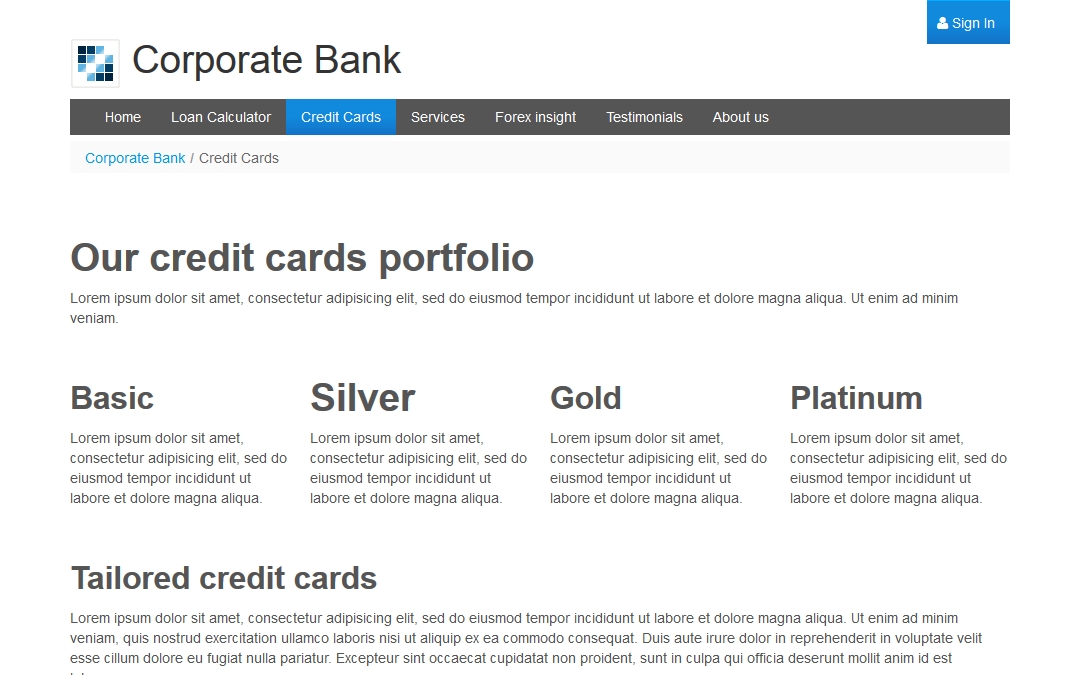 Sign In
Corporate Bank
Home Loan Calculator Credit Cards Services Forex insight Testimonials About us
Corporate Bank / Credit Cards
Our credit cards portfolio
Lorem ipsum dolor sit amet, consectetur adipisicing elit, sed do eiusmod tempor incididunt ut labore et dolore magna aliqua. Ut enim ad minim
veniam.
Basic
Lorem ipsum dolor sit amet,
consectetur adipisicing elit, sed do
eiusmod tempor incididunt ut
labore et dolore magna aliqua.
Silver
Lorem ipsum dolor sit amet,
consectetur adipisicing elit, sed do
eiusmod tempor incididunt ut
labore et dolore magna aliqua.
Gold
Lorem ipsum dolor sit amet,
consectetur adipisicing elit, sed do
eiusmod tempor incididunt ut
labore et dolore magna aliqua.
Platinum
Lorem ipsum dolor sit amet,
consectetur adipisicing elit, sed do
eiusmod tempor incididunt ut
labore et dolore magna aliqua.
Tailored credit cards
Lorem ipsum dolor sit amet, consectetur adipisicing elit, sed do eiusmod tempor incididunt ut labore et dolore magna aliqua. Ut enim ad minim
veniam, quis nostrud exercitation ullamco laboris nisi ut aliquip ex ea commodo consequat. Duis aute irure dolor in reprehenderit in voluptate velit
esse cillum dolore eu fugiat nulla pariatur. Excepteur sint occaecat cupidatat non proident, sunt in culpa qui officia deserunt mollit anim id est